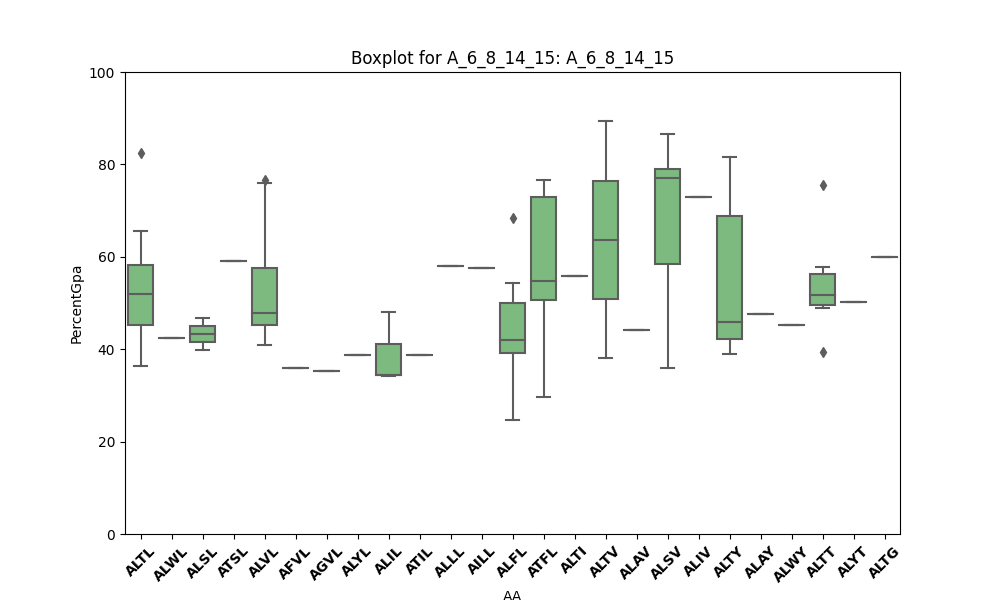 Boxplot for A_6_8_14_15: A_6_8_14_15
100
80
60
40
20
0
PercentGpa
ALTL ALWL ALSL ATSL ALVL AFVL AGVL ALYL ALIL ATIL ALLL AILL ALFL ATFL ALTI ALTV ALAV ALSV ALIV ALTY ALAY ALWY ALTT ALYT ALTG
AA